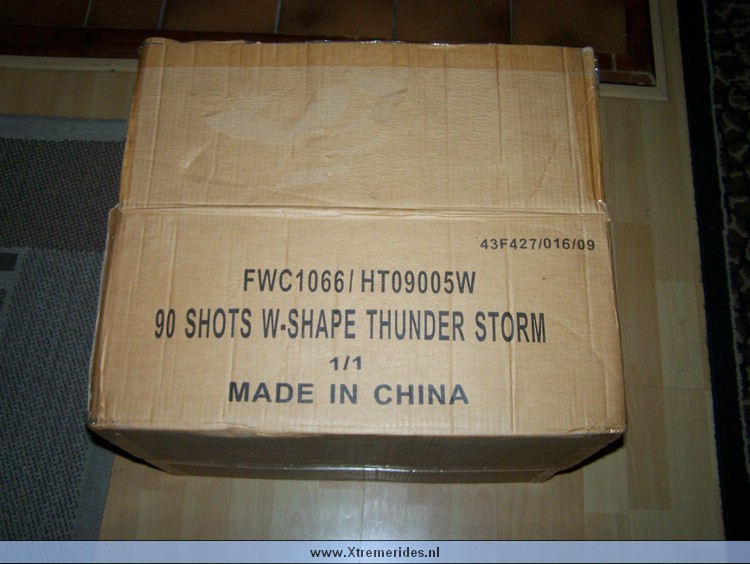 43F427/016/09
FWC1066/ HT09005W
90 SHOTS W-SHAPE THUNDER STORM
1/1
MADE IN CHINA
www.Xtremerides.nl